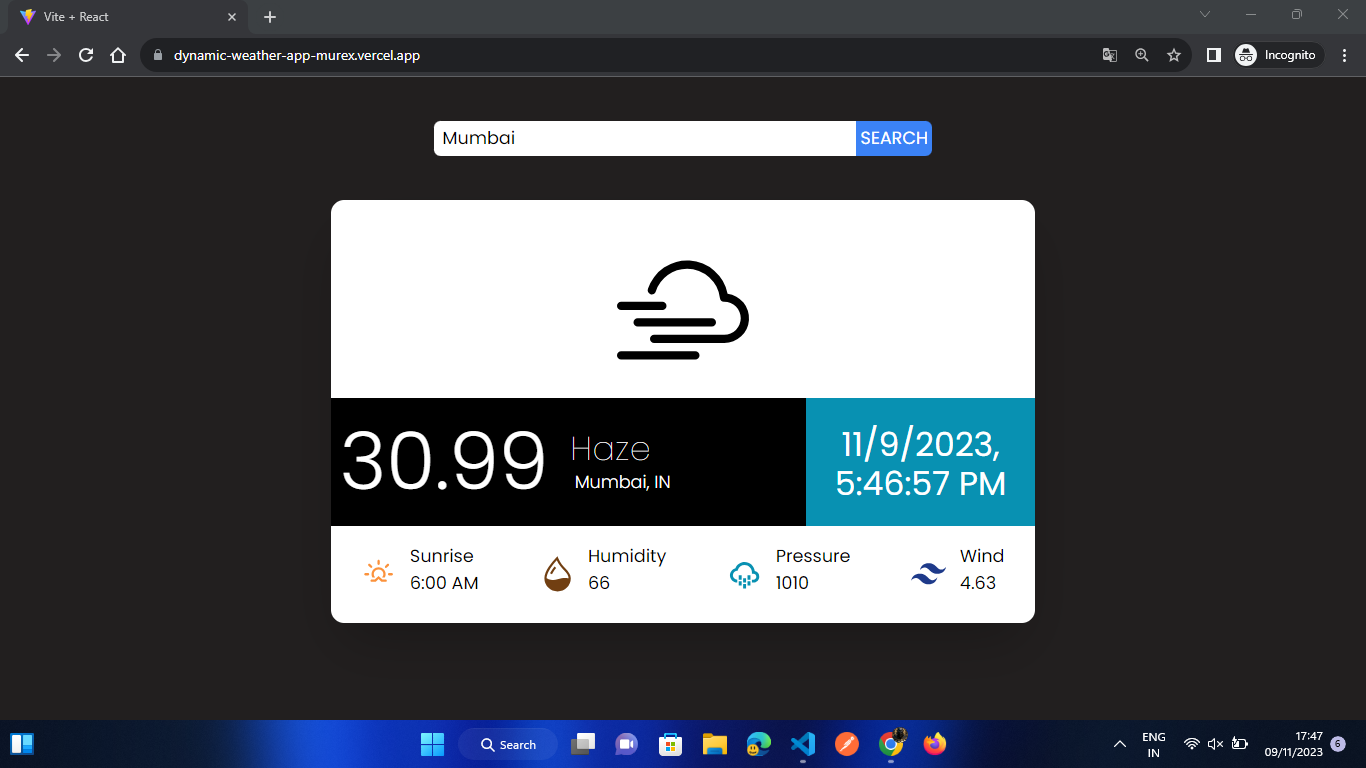 Vite + React
dynamic-weather-app-murex.vercel.app
Incognito
Mumbai
SEARCH
30.99
Haze
Mumbai, IN
11/9/2023,
5:46:57 PM
Sunrise
6:00 AM
Humidity
66
Pressure
1010
Wind
4.63
Search
ENG
IN
17:47
09/11/2023
6